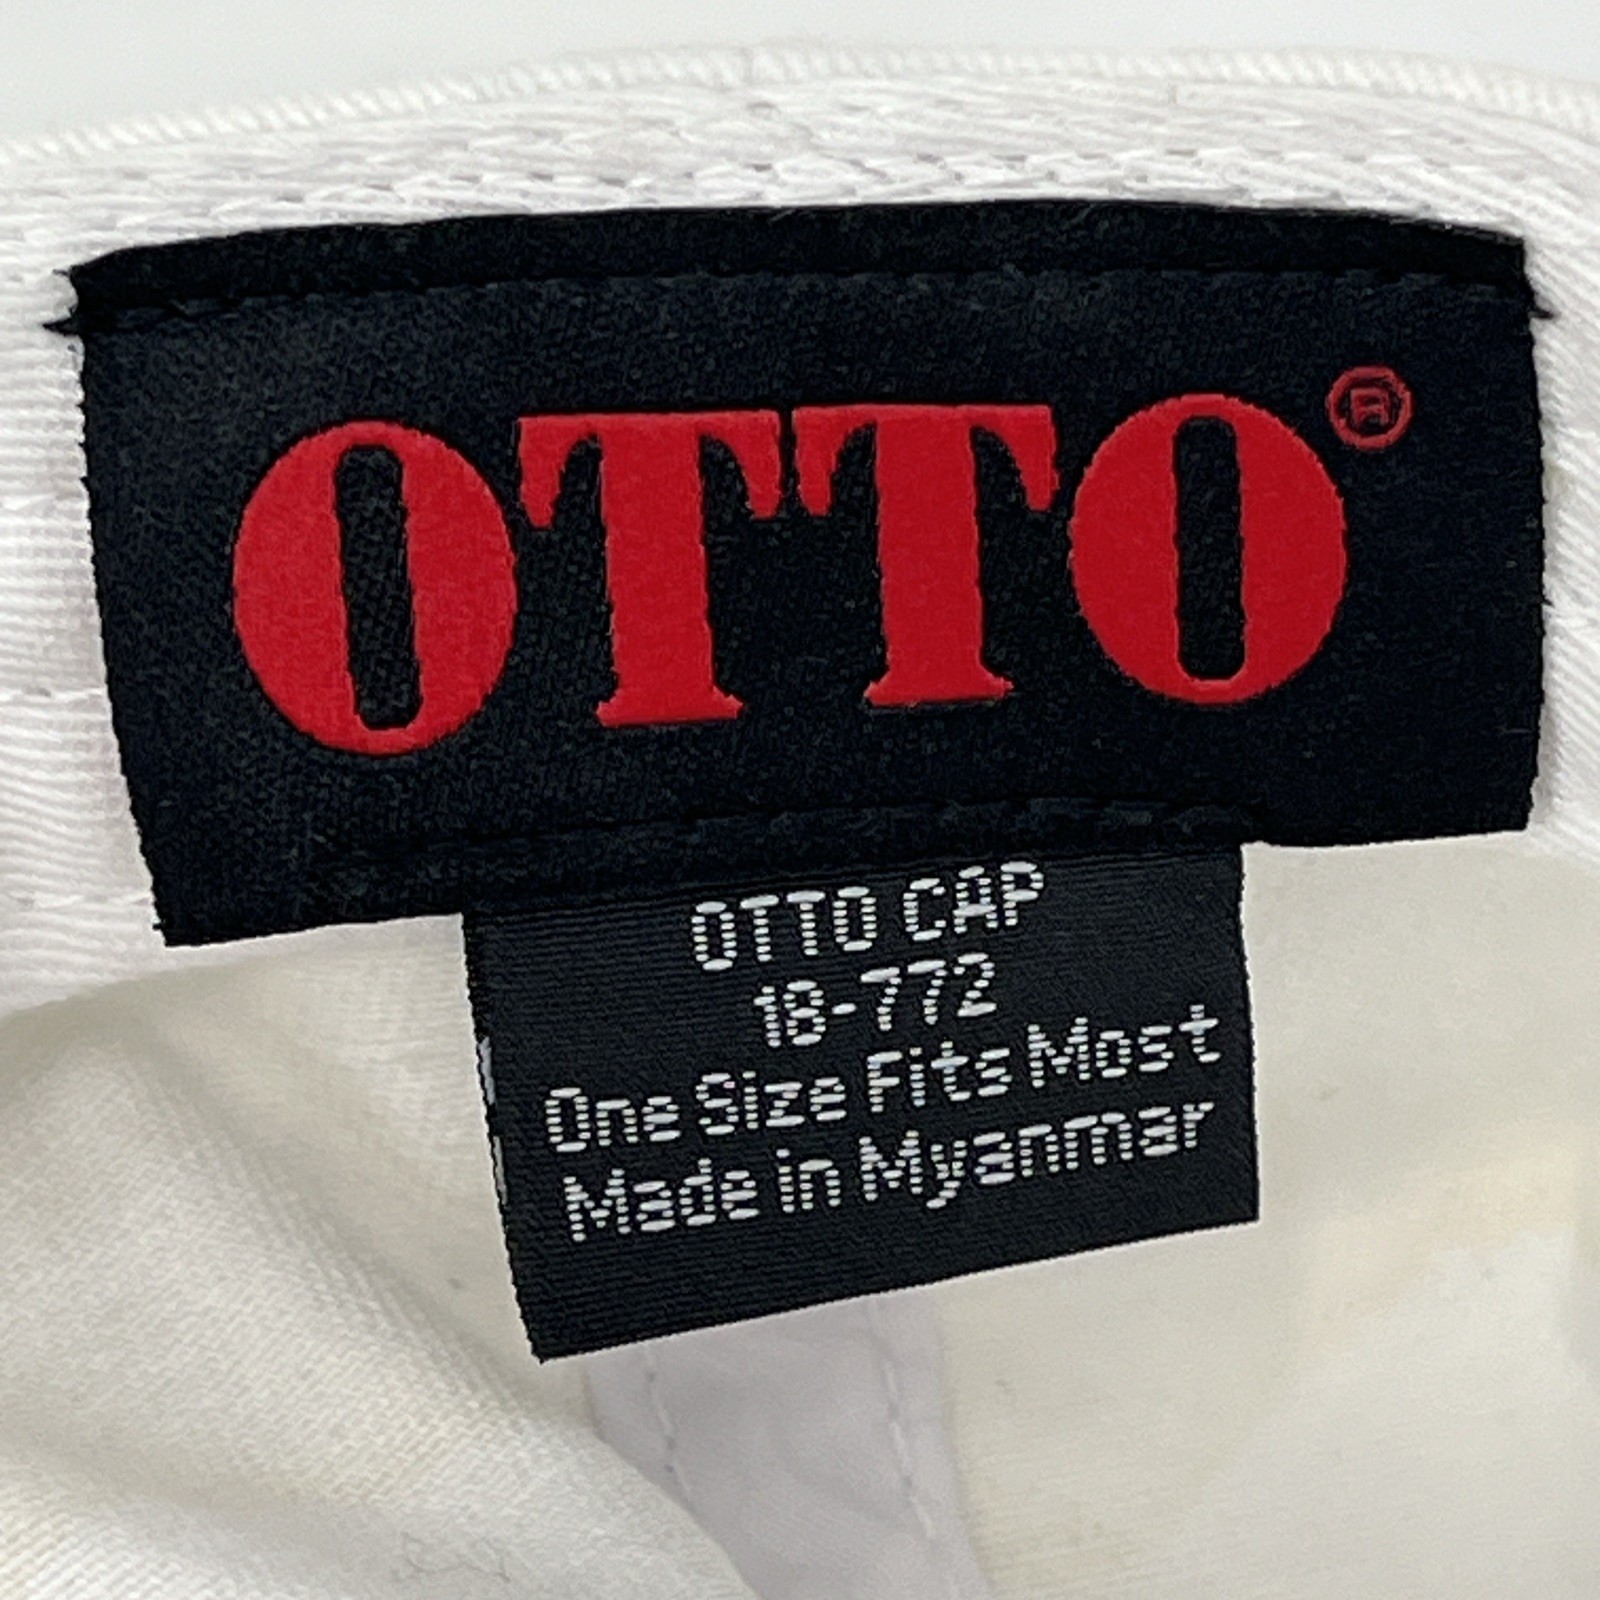 OTTO®
OTTO CAP
18-772
One Size Fits Most
Made in Myanmar